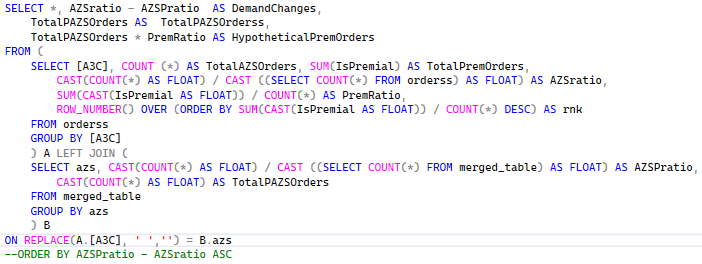 SELECT *, AZSratio - AZSPratio  AS DemandChanges,
    TotalPAZSOrders AS  TotalPAZSOrderss,
    TotalPAZSOrders * PremRatio AS HypotheticalPremOrders
FROM (
    SELECT [АЗС], COUNT (*) AS TotalAZSOrders, SUM(IsPremial) AS TotalPremOrders,
        CAST(COUNT(*) AS FLOAT) / CAST ((SELECT COUNT(*) FROM orderss) AS FLOAT) AS AZSratio,
        SUM(CAST(IsPremial AS FLOAT)) / COUNT(*) AS PremRatio,
        ROW_NUMBER() OVER (ORDER BY SUM(CAST(IsPremial AS FLOAT)) / COUNT(*) DESC) AS rnk
    FROM orderss
    GROUP BY [АЗС]
    ) A LEFT JOIN (
    SELECT azs, CAST(COUNT(*) AS FLOAT) / CAST ((SELECT COUNT(*) FROM merged_table) AS FLOAT) AS AZSPratio,
        CAST(COUNT(*) AS FLOAT) AS TotalPAZSOrders
    FROM merged_table
    GROUP BY azs
    ) B
ON REPLACE(A.[АЗС], ' ','') = B.azs
--ORDER BY AZSPratio - AZSratio ASC